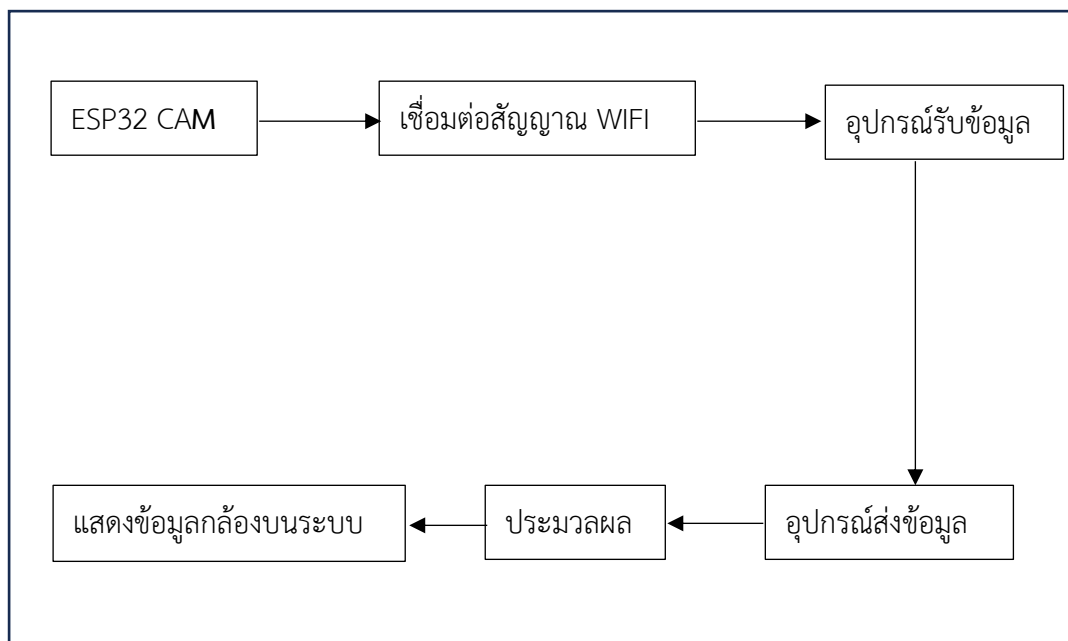 ESP32 CAM
เชื่อมต่อสัญญาณ WIFI
อุปกรณ์รับข้อมูล
อุปกรณ์ส่งข้อมูล
ประมวลผล
แสดงข้อมูลกล้องบนระบบ